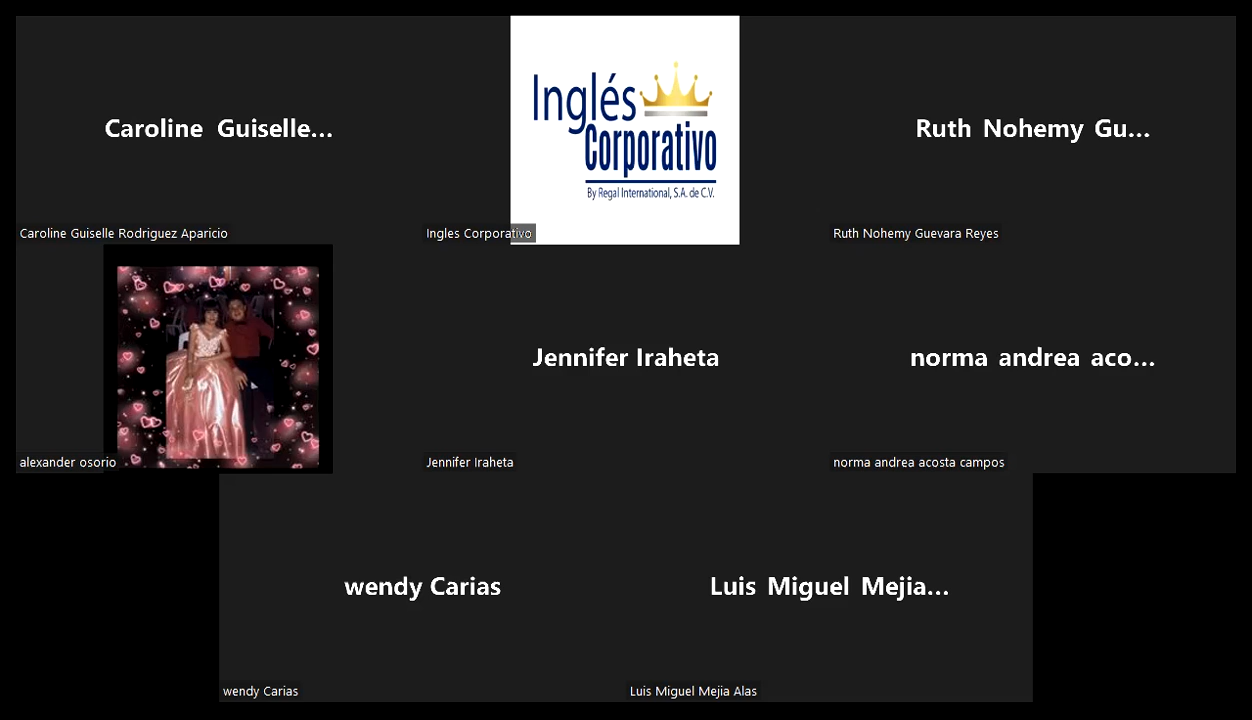 Caroline Guiselle...
Inglés
Corporativo
By Regal International, S.A. de C.V.
Ruth Nohemy Gu...
Caroline Guiselle Rodriguez Aparicio
Ingles Corporativo
Ruth Nohemy Guevara Reyes
Jennifer Iraheta
norma andrea aco...
alexander osorio
Jennifer Iraheta
norma andrea acosta campos
wendy Carias
Luis Miguel Mejia...
wendy Carias
Luis Miguel Mejia Alas